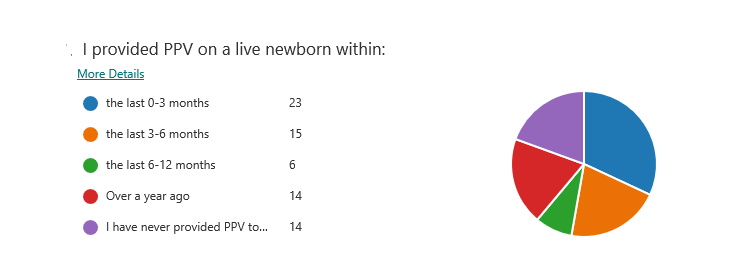 I provided PPV on a live newborn within:
More Details
the last 0-3 months 23
the last 3-6 months 15
the last 6-12 months 6
Over a year ago 14
I have never provided PPV to... 14